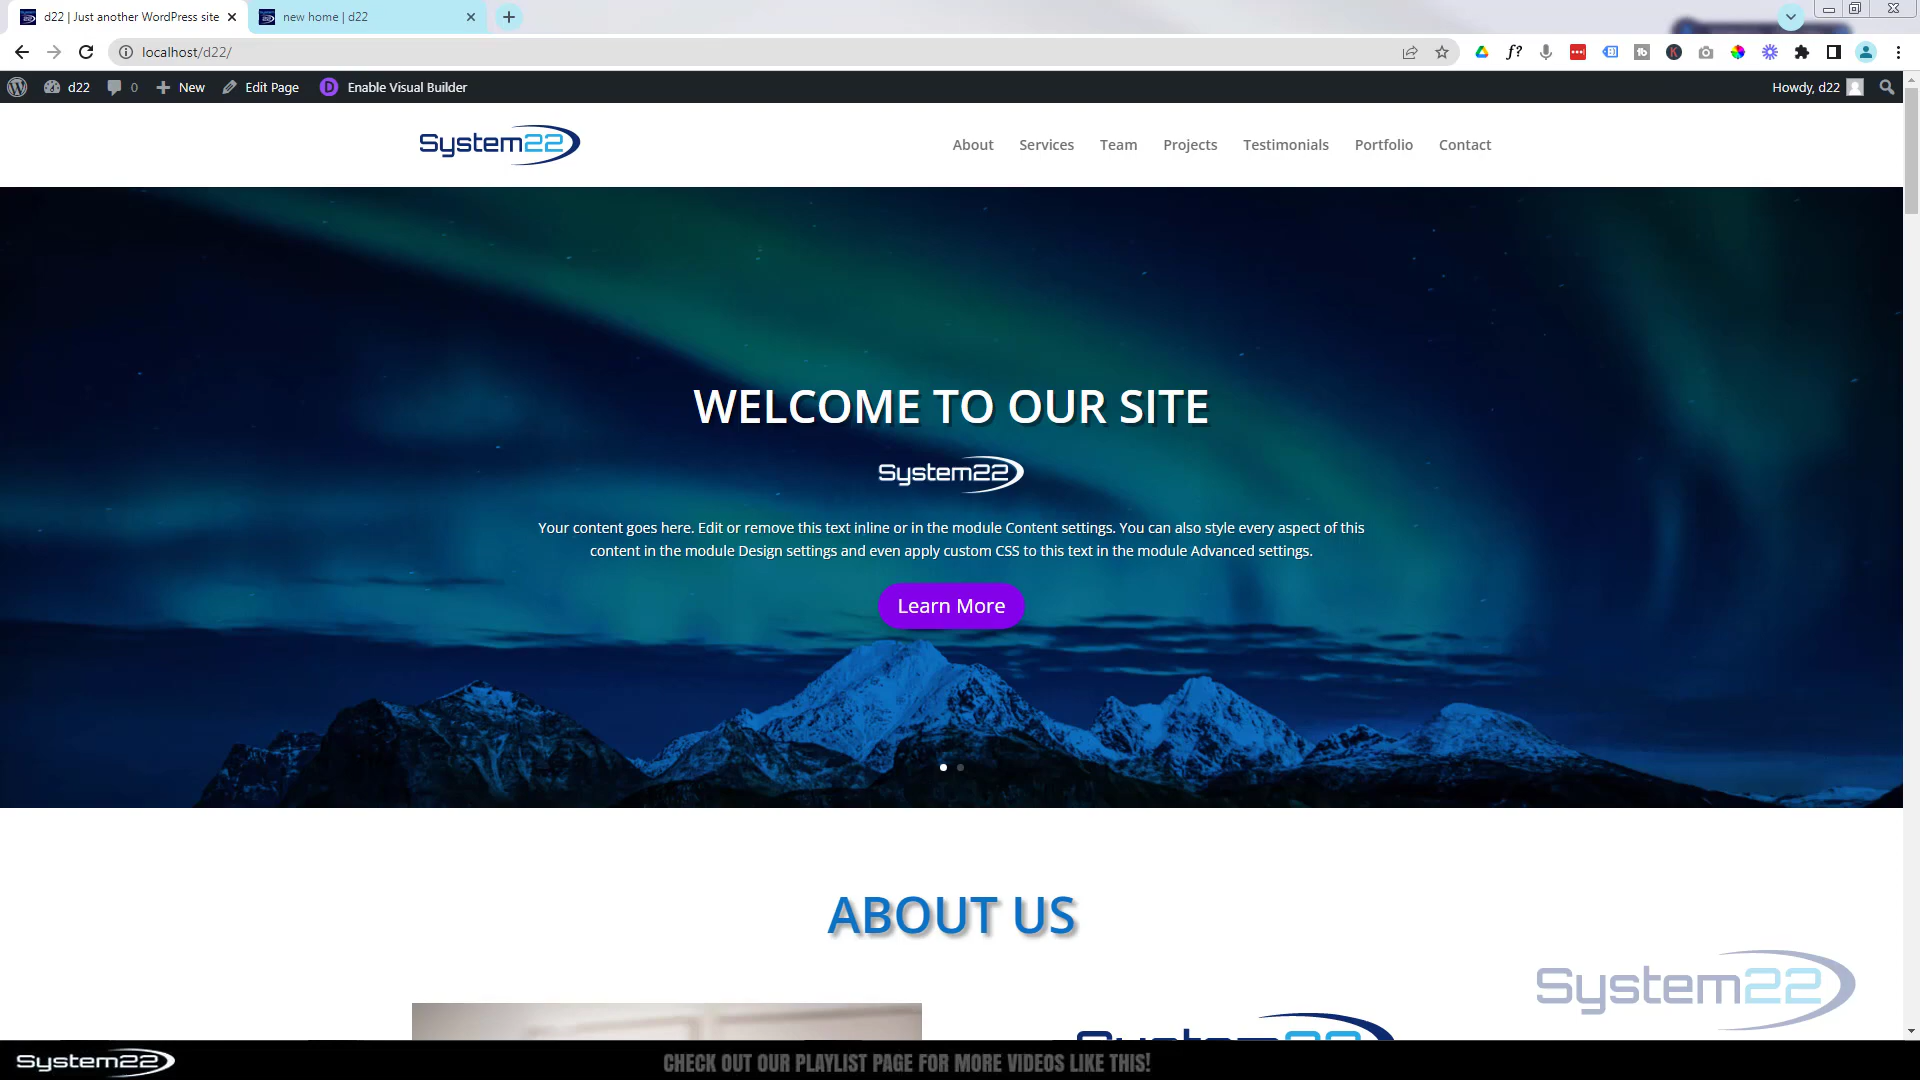 d22 | Just another WordPress site
new home | d22
localhost/d22/
d22
0
New
Edit Page
Enable Visual Builder
Howdy, d22
System22
About
Services
Team
Projects
Testimonials
Portfolio
Contact
WELCOME TO OUR SITE
System22
Your content goes here. Edit or remove this text inline or in the module Content settings. You can also style every aspect of this
content in the module Design settings and even apply custom CSS to this text in the module Advanced settings.
Learn More
ABOUT US
System22
System22
System22
CHECK OUT OUR PLAYLIST PAGE FOR MORE VIDEOS LIKE THIS!